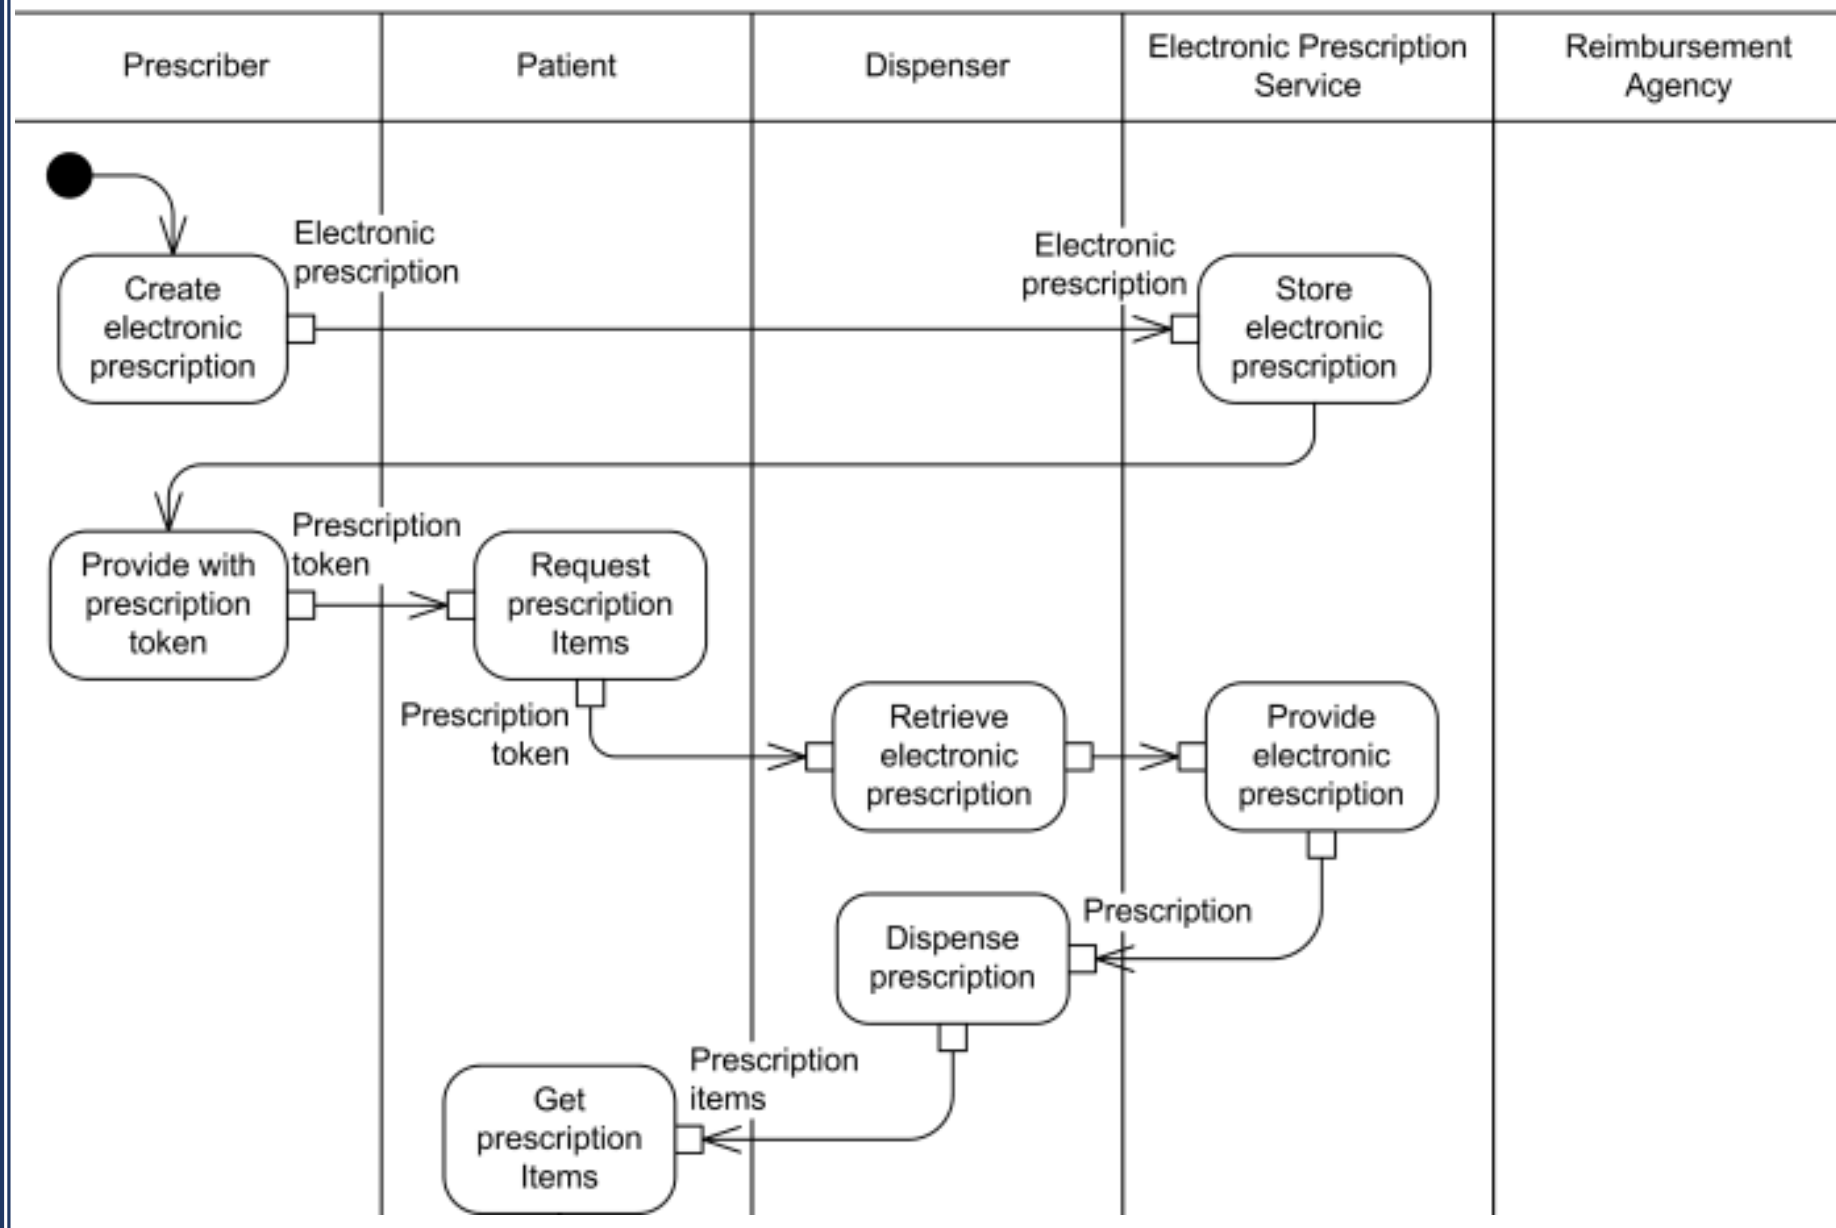 Prescriber
Patient
Dispenser
Electronic Prescription
Service
Reimbursement
Agency
Create
electronic
prescription
Electronic
prescription
Electronic
prescription
Store
electronic
prescription
Provide with
prescription
token
Prescription
token
Request
prescription
Items
Prescription
token
Retrieve
electronic
prescription
Provide
electronic
prescription
Prescription
Dispense
prescription
Prescription
items
Get
prescription
Items